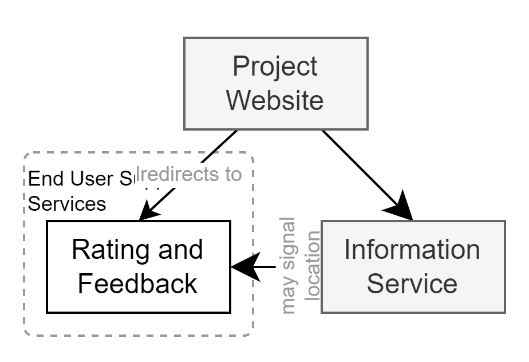 Project
Website
redirects to
End User
Services
Rating and
Feedback
may signal
location
Information
Service